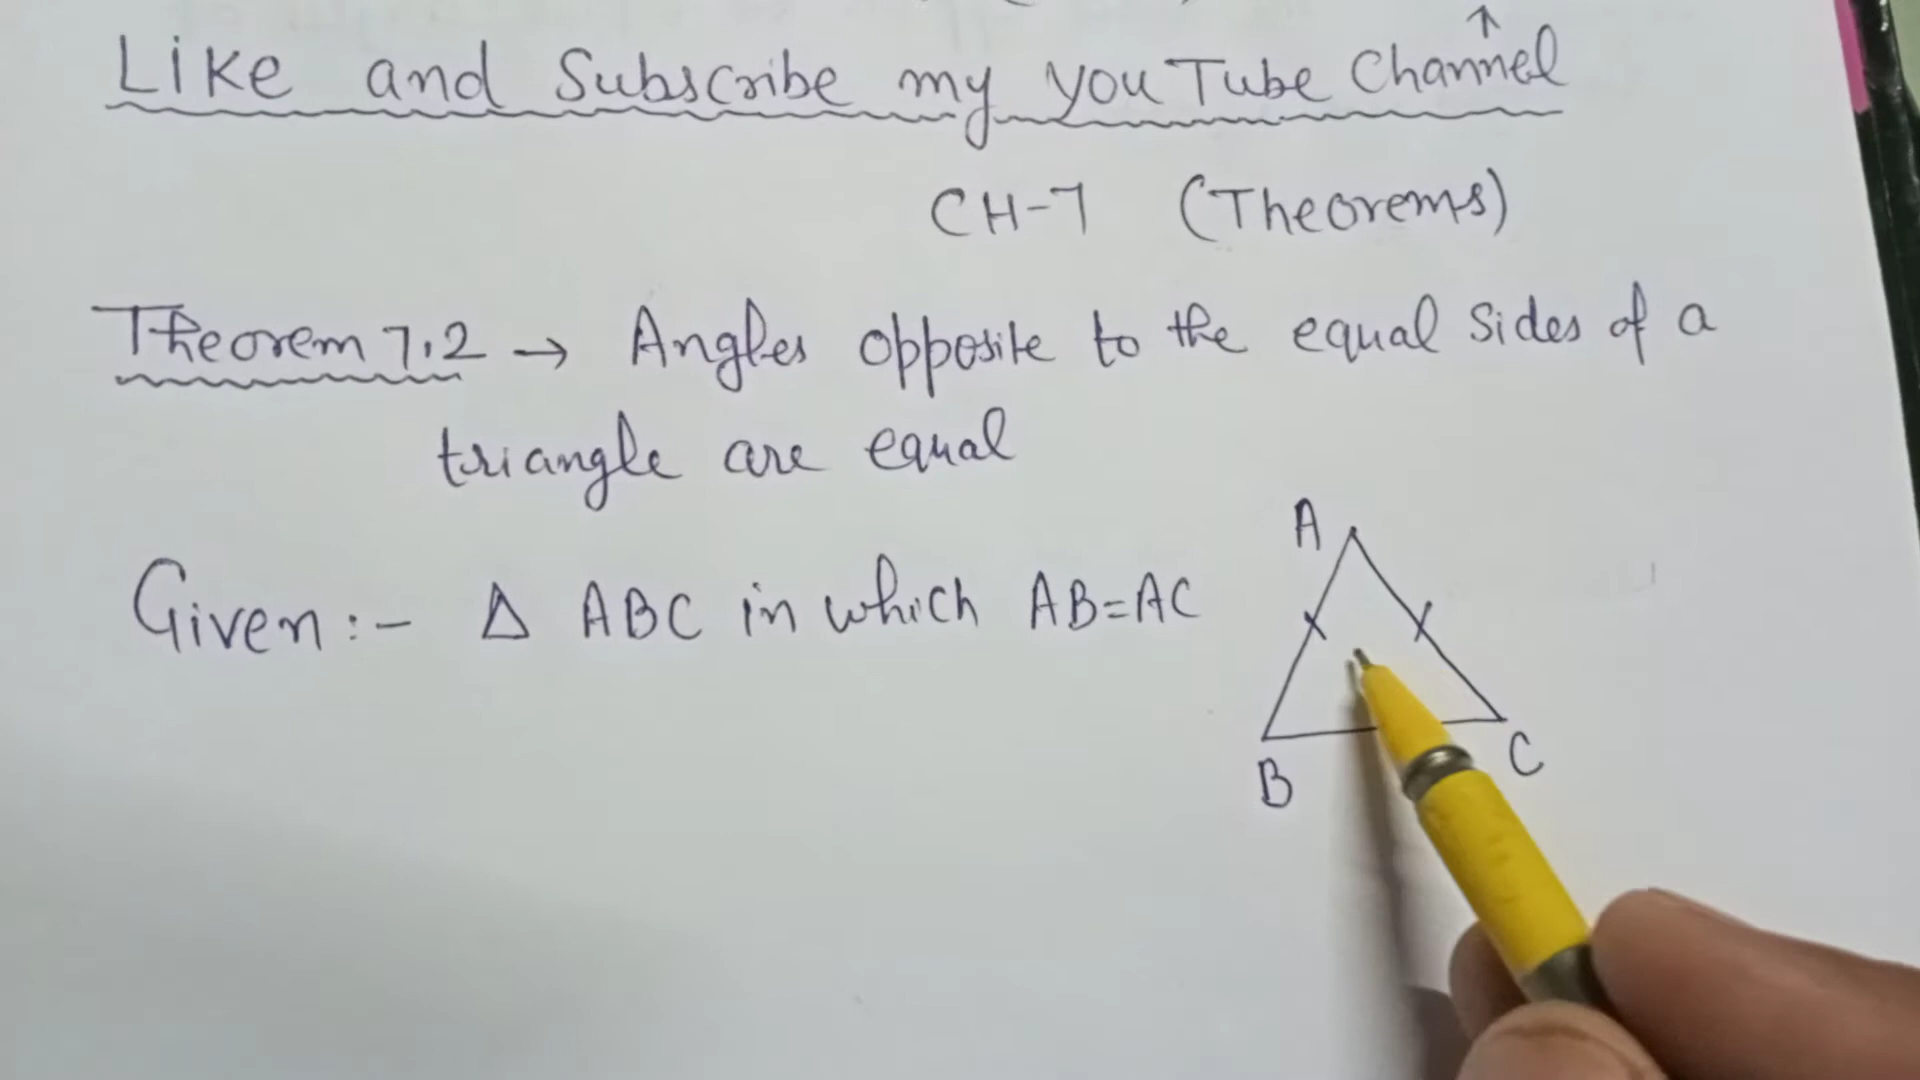 Like and Subscribe my YouTube Channel
CH-7 (Theorems)
Theorem 7.2 → Angles opposite to the equal sides of a
triangle are equal
Given :- Δ ABC in which AB=AC
A
B
C